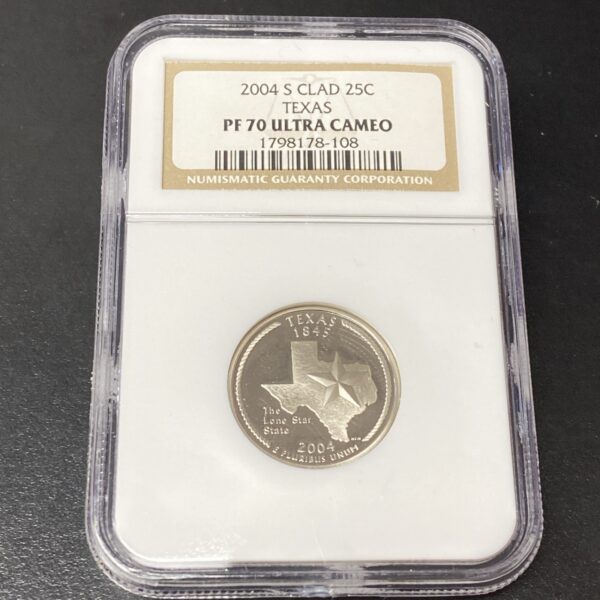 2004 S CLAD 25C
TEXAS
PF 70 ULTRA CAMEO
1798178-108
NUMISMATIC GUARANTY CORPORATION
TEXAS
1845
The
Lone Star
State
2004
E PLURIBUS UNUM